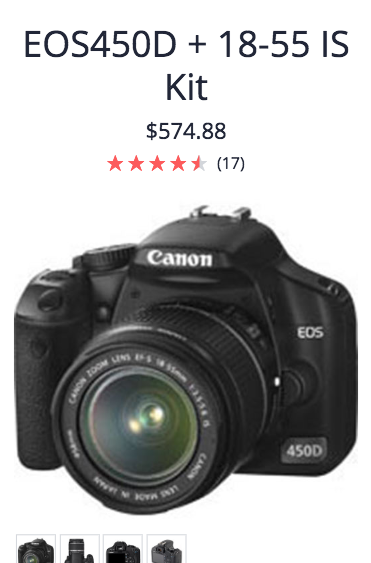 EOS450D + 18-55 IS
Kit
$574.88
(17)
Canon
EOS
CANON ZOOM LENS EF-S 18-55mm 1:3.5-5.6 IS
CANON LENS MADE IN JAPAN
450D